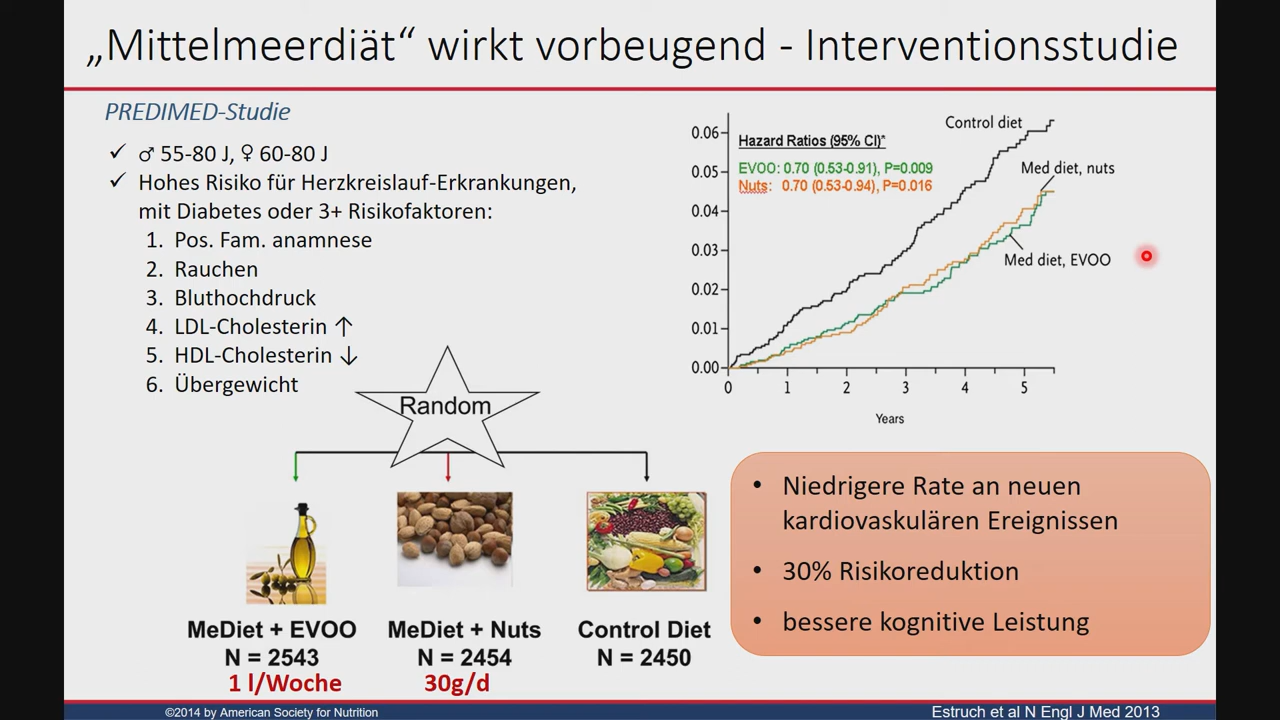 „Mittelmeerdiät“ wirkt vorbeugend - Interventionsstudie
PREDIMED-Studie
✓ ♂ 55-80 J, ♀ 60-80 J
✓ Hohes Risiko für Herzkreislauf-Erkrankungen,
mit Diabetes oder 3+ Risikofaktoren:
1. Pos. Fam. anamnese
2. Rauchen
3. Bluthochdruck
4. LDL-Cholesterin ↑
5. HDL-Cholesterin ↓
6. Übergewicht
Random
MeDiet + EVOO
N = 2543
1 l/Woche
MeDiet + Nuts
N = 2454
30g/d
Control Diet
N = 2450
Hazard Ratios (95% CI)*
EVOO: 0.70 (0.53-0.91), P=0.009
Nuts: 0.70 (0.53-0.94), P=0.016
Control diet
Med diet, nuts
Med diet, EVOO
0.06
0.05
0.04
0.03
0.02
0.01
0.00
0 1 2 3 4 5
Years
• Niedrigere Rate an neuen
kardiovaskulären Ereignissen
• 30% Risikoreduktion
• bessere kognitive Leistung
©2014 by American Society for Nutrition
Estruch et al N Engl J Med 2013